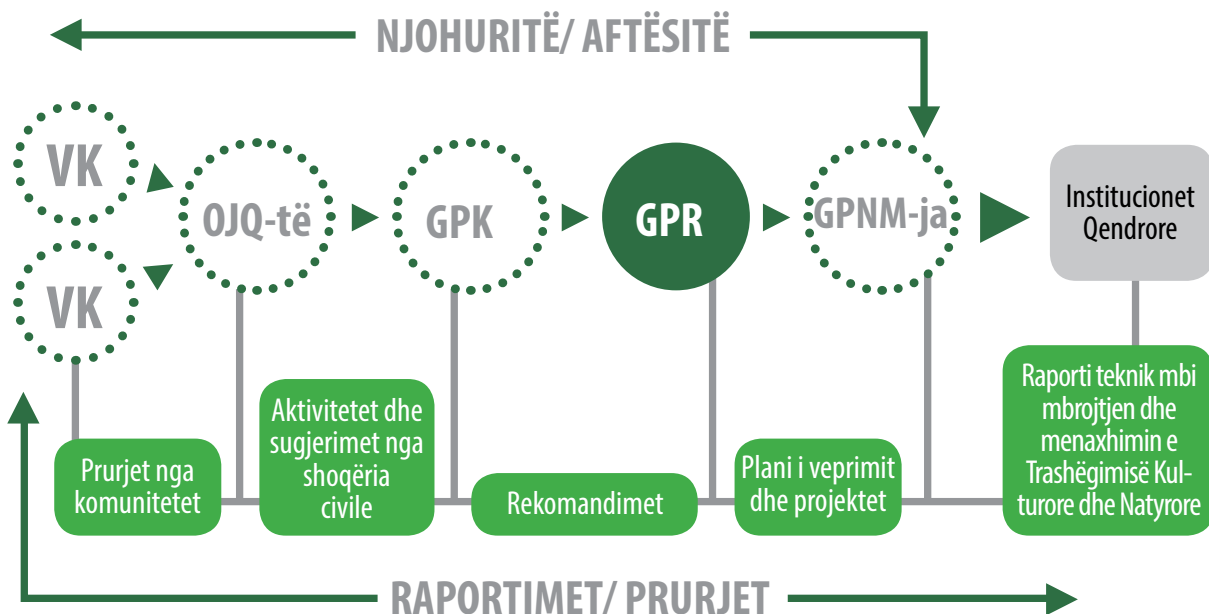 NJOHURITË/ AFTËSITË
VK
VK
OJQ-të
GPK
GPR
GPNM-ja
Institucionet
Qendrore
Prurjet nga
komunitetet
Aktivitetet dhe
sugjerimet nga
shoqëria
civile
Rekomandimet
Plani i veprimit
dhe projektet
Raporti teknik mbi
mbrojtjen dhe
menaxhimin e
Trashëgimisë Kul-
turore dhe Natyrore
RAPORTIMET/ PRURJET